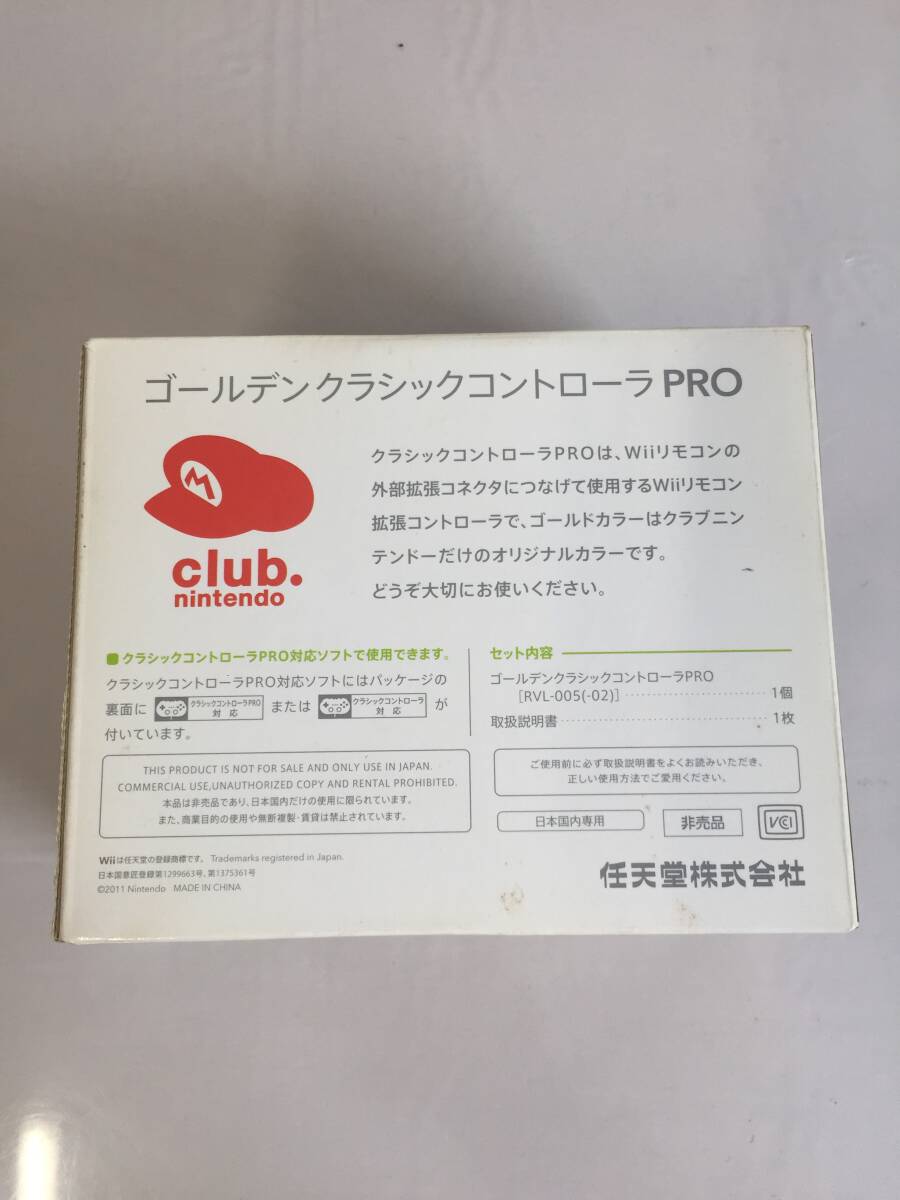 ゴールデンクラシックコントローラ PRO
M
club.
nintendo
クラシックコントローラPROは、Wiiリモコンの
外部拡張コネクタにつなげて使用するWiiリモコン
拡張コントローラで、ゴールドカラーはクラブニン
テンドーだけのオリジナルカラーです。
どうぞ大切にお使いください。
■ クラシックコントローラPRO対応ソフトで使用できます。
クラシックコントローラPRO対応ソフトにはパッケージの
裏面に クラシックコントローラPRO 対応 または クラシックコントローラ 対応 が
付いています。
セット内容
ゴールデンクラシックコントローラPRO
[RVL-005(-02)] ······················ 1個
取扱説明書 ······························ 1枚
THIS PRODUCT IS NOT FOR SALE AND ONLY USE IN JAPAN.
COMMERCIAL USE,UNAUTHORIZED COPY AND RENTAL PROHIBITED.
本品は非売品であり、日本国内だけの使用に限られています。
また、商業目的の使用や無断複製・賃貸は禁止されています。
ご使用前に必ず取扱説明書をよくお読みいただき、
正しい使用方法でご愛用ください。
日本国内専用
非売品
VCCI
Wiiは任天堂の登録商標です。 Trademarks registered in Japan.
日本国意匠登録第1299663号、第1375361号
©2011 Nintendo MADE IN CHINA
任天堂株式会社